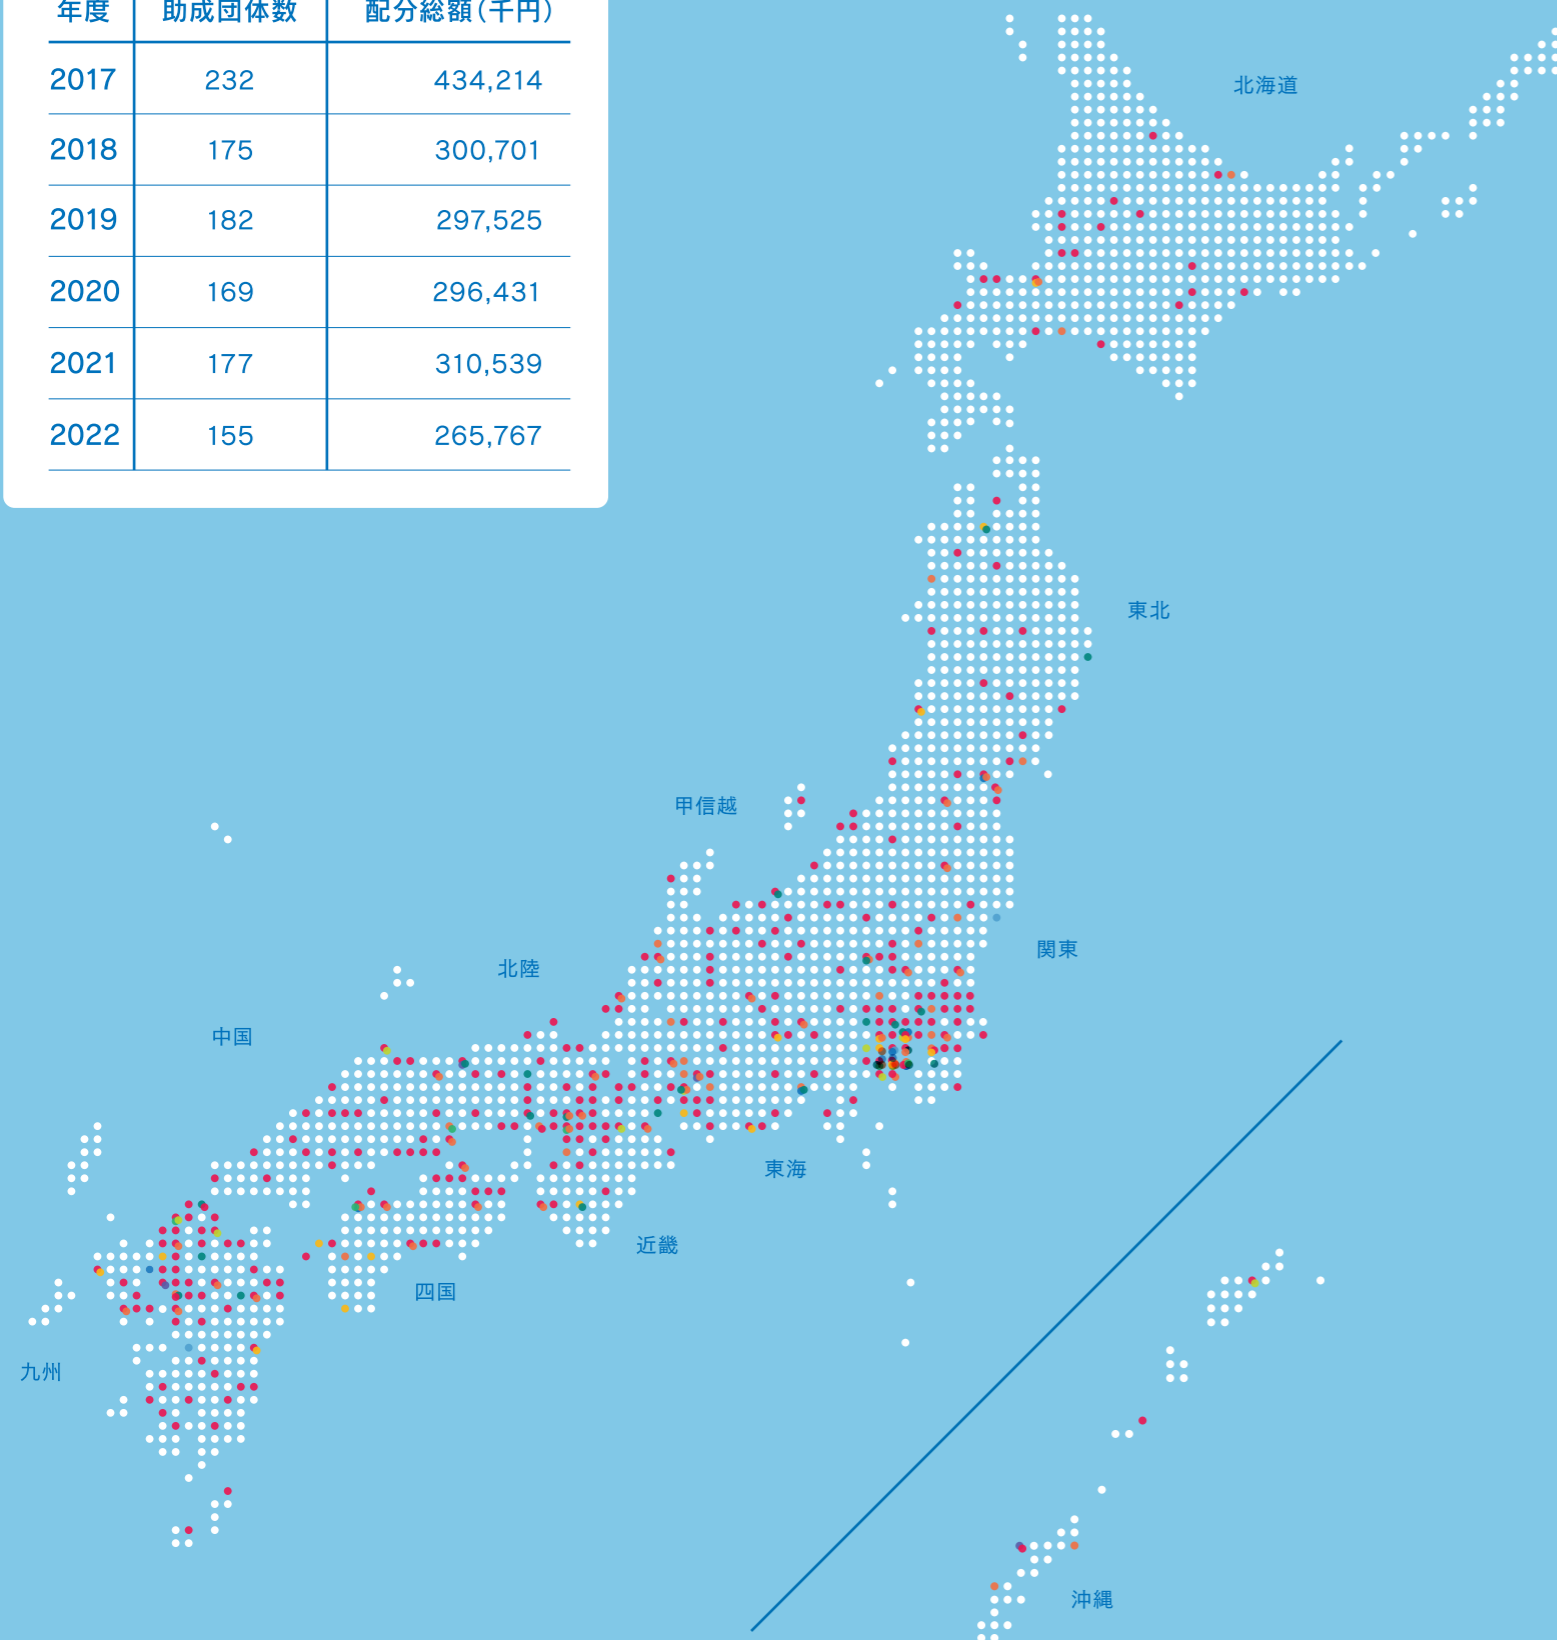 年度 助成団体数 配分総額(千円)
2017 232 434,214
2018 175 300,701
2019 182 297,525
2020 169 296,431
2021 177 310,539
2022 155 265,767
北海道
東北
甲信越
関東
北陸
中国
東海
近畿
四国
九州
沖縄